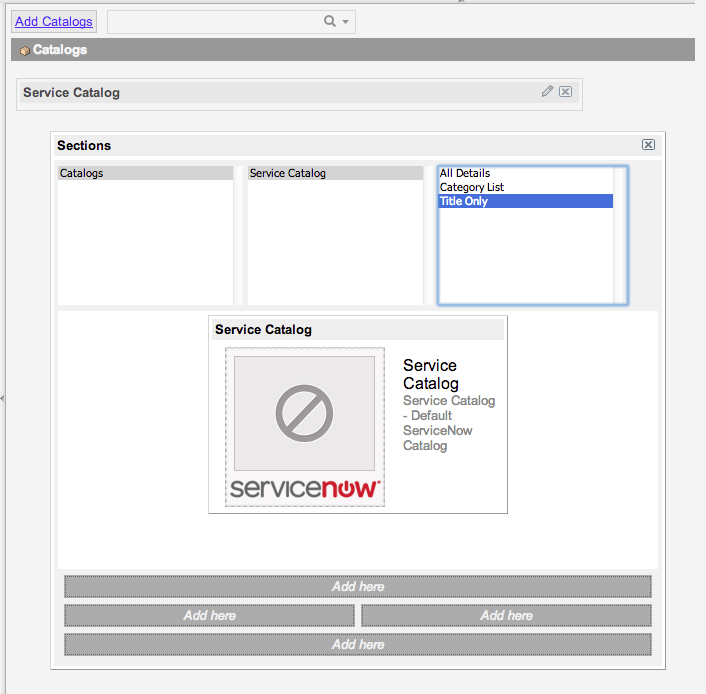 Add Catalogs
Catalogs
Service Catalog
Sections
Catalogs
Service Catalog
All Details
Category List
Title Only
Service Catalog
Service
Catalog
Service Catalog
- Default
ServiceNow
Catalog
servicenow
Add here
Add here
Add here
Add here